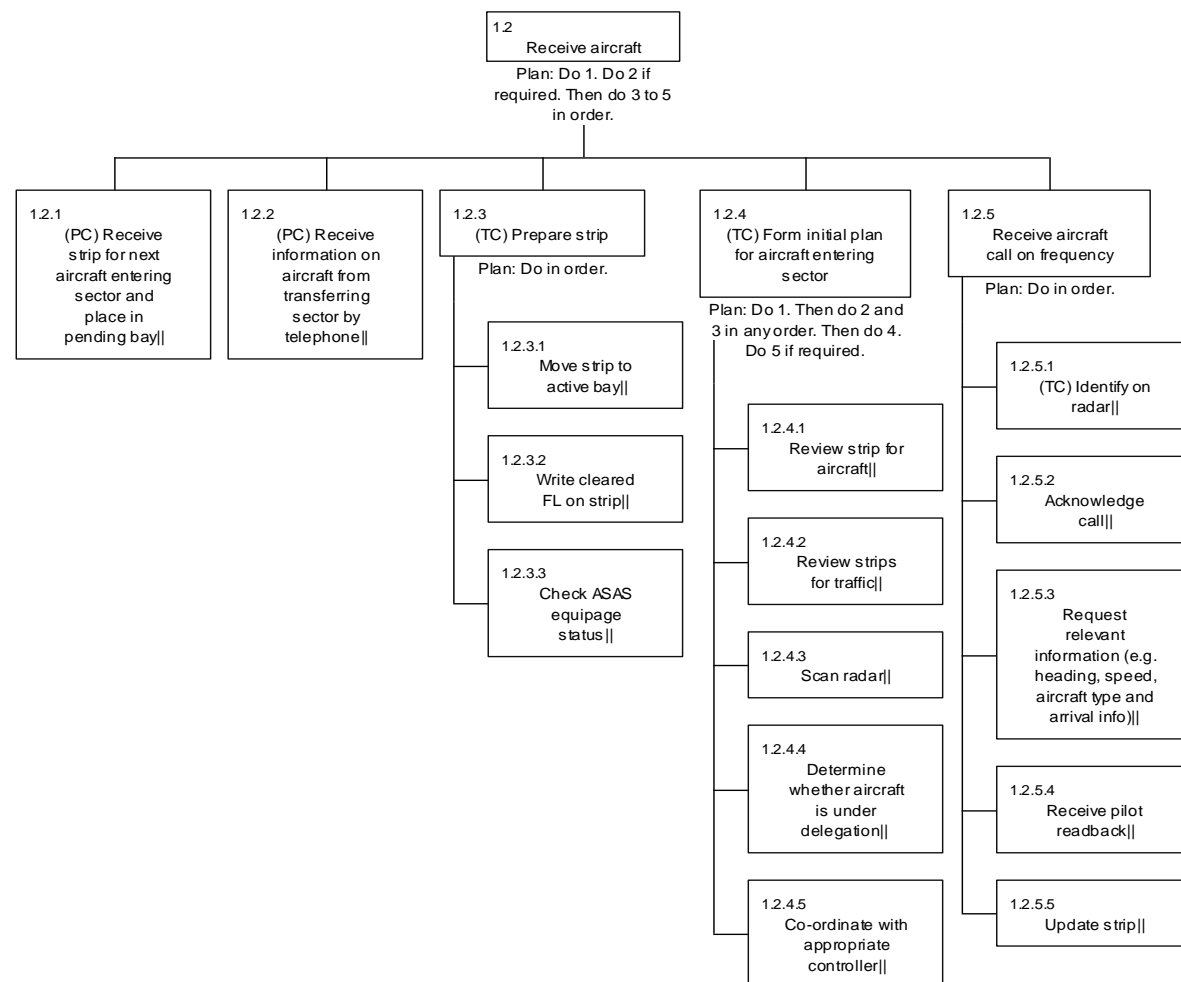 1.2
Receive aircraft
Plan: Do 1. Do 2 if
required. Then do 3 to 5
in order.
1.2.1
(PC) Receive
strip for next
aircraft entering
sector and
place in
pending bay||
1.2.2
(PC) Receive
information on
aircraft from
transferring
sector by
telephone||
1.2.3
(TC) Prepare strip
Plan: Do in order.
1.2.3.1
Move strip to
active bay||
1.2.3.2
Write cleared
FL on strip||
1.2.3.3
Check ASAS
equipage
status||
1.2.4
(TC) Form initial plan
for aircraft entering
sector
Plan: Do 1. Then do 2 and
3 in any order. Then do 4.
Do 5 if required.
1.2.4.1
Review strip for
aircraft||
1.2.4.2
Review strips
for traffic||
1.2.4.3
Scan radar||
1.2.4.4
Determine
whether aircraft
is under
delegation||
1.2.4.5
Co-ordinate with
appropriate
controller||
1.2.5
Receive aircraft
call on frequency
Plan: Do in order.
1.2.5.1
(TC) Identify on
radar||
1.2.5.2
Acknowledge
call||
1.2.5.3
Request
relevant
information (e.g.
heading, speed,
aircraft type and
arrival info)||
1.2.5.4
Receive pilot
readback||
1.2.5.5
Update strip||